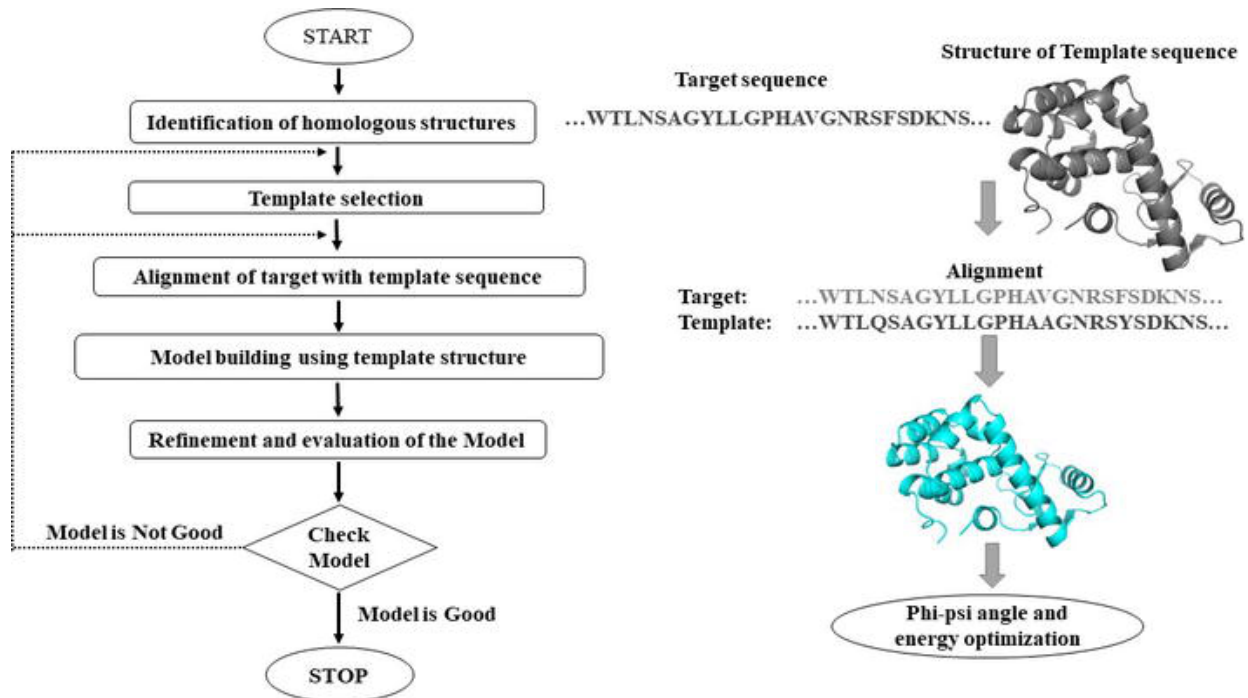 START
Identification of homologous structures
Template selection
Alignment of target with template sequence
Model building using template structure
Refinement and evaluation of the Model
Model is Not Good
Check
Model
Model is Good
STOP
Structure of Template sequence
Target sequence
...WTLNSAGYLLGPHAVGNRSFSDKNS...
Alignment
Target: ...WTLNSAGYLLGPHAVGNRSFSDKNS...
Template: ...WTLQSAGYLLGPHAAGNRSYSDKNS...
Phi-psi angle and
energy optimization